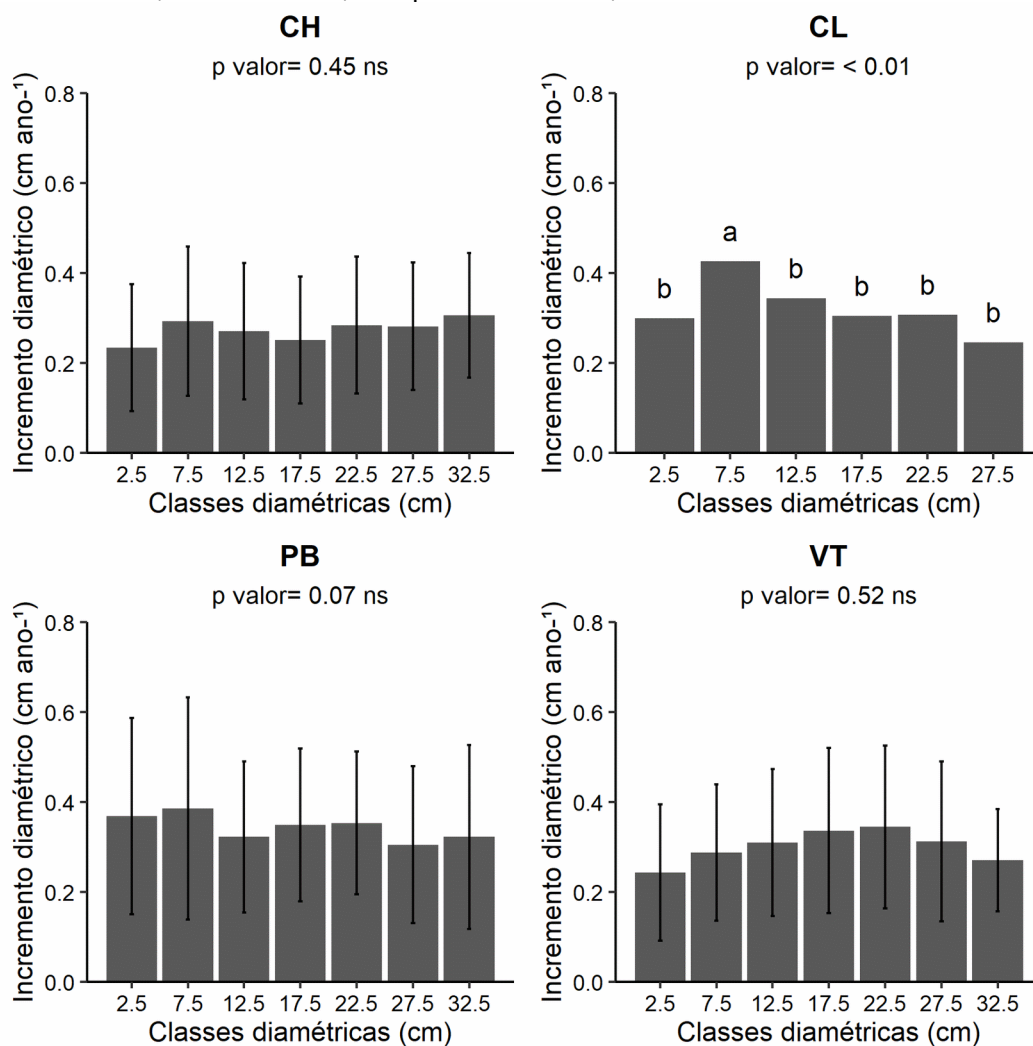 CH
p valor= 0.45 ns
Incremento diamétrico (cm ano-¹)
0.8
0.6
0.4
0.2
0.0
2.5 7.5 12.5 17.5 22.5 27.5 32.5
Classes diamétricas (cm)
CL
p valor= < 0.01
Incremento diamétrico (cm ano-¹)
0.8
0.6
0.4
0.2
0.0
b a b b b b
2.5 7.5 12.5 17.5 22.5 27.5
Classes diamétricas (cm)
PB
p valor= 0.07 ns
Incremento diamétrico (cm ano-¹)
0.8
0.6
0.4
0.2
0.0
2.5 7.5 12.5 17.5 22.5 27.5 32.5
Classes diamétricas (cm)
VT
p valor= 0.52 ns
Incremento diamétrico (cm ano-¹)
0.8
0.6
0.4
0.2
0.0
2.5 7.5 12.5 17.5 22.5 27.5 32.5
Classes diamétricas (cm)